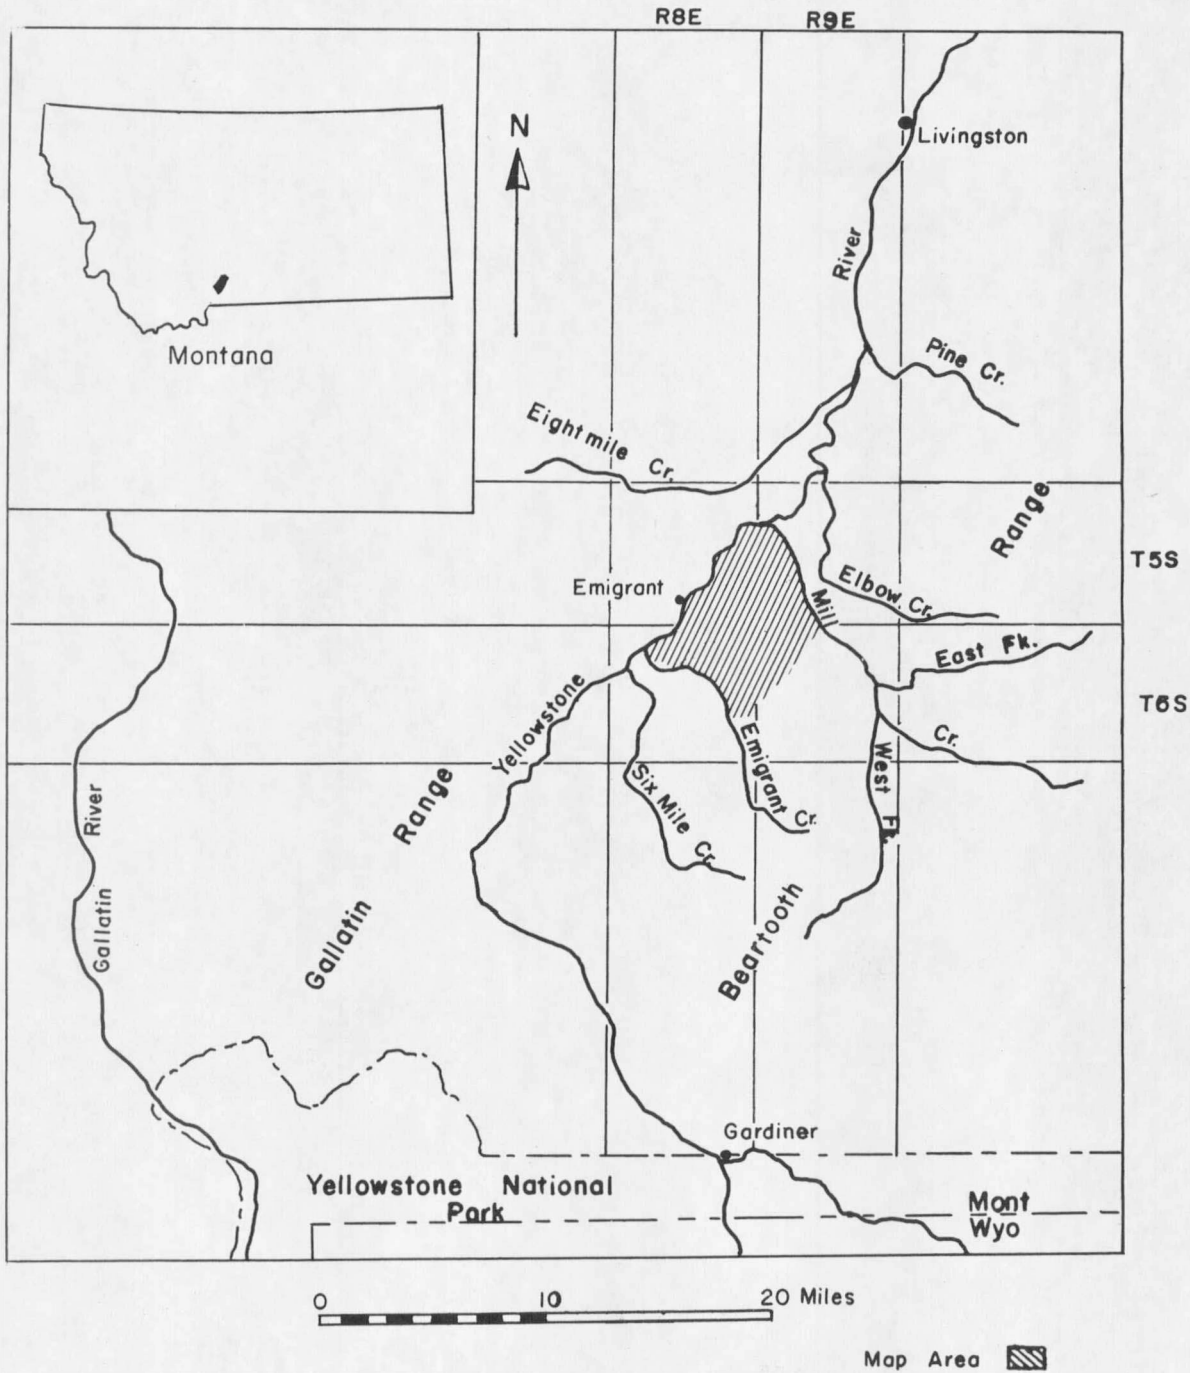 R8E
R9E
N
Livingston
River
Montana
Pine Cr.
Eightmile Cr.
Range
T5S
Emigrant
Elbow Cr.
Mill
East Fk.
Yellowstone
T6S
Cr.
Emigrant Cr.
West Fk.
Six Mile Cr.
River
Range
Gallatin
Gallatin
Beartooth
Gardiner
Yellowstone National
Park
Mont
Wyo
0 10 20 Miles
Map Area